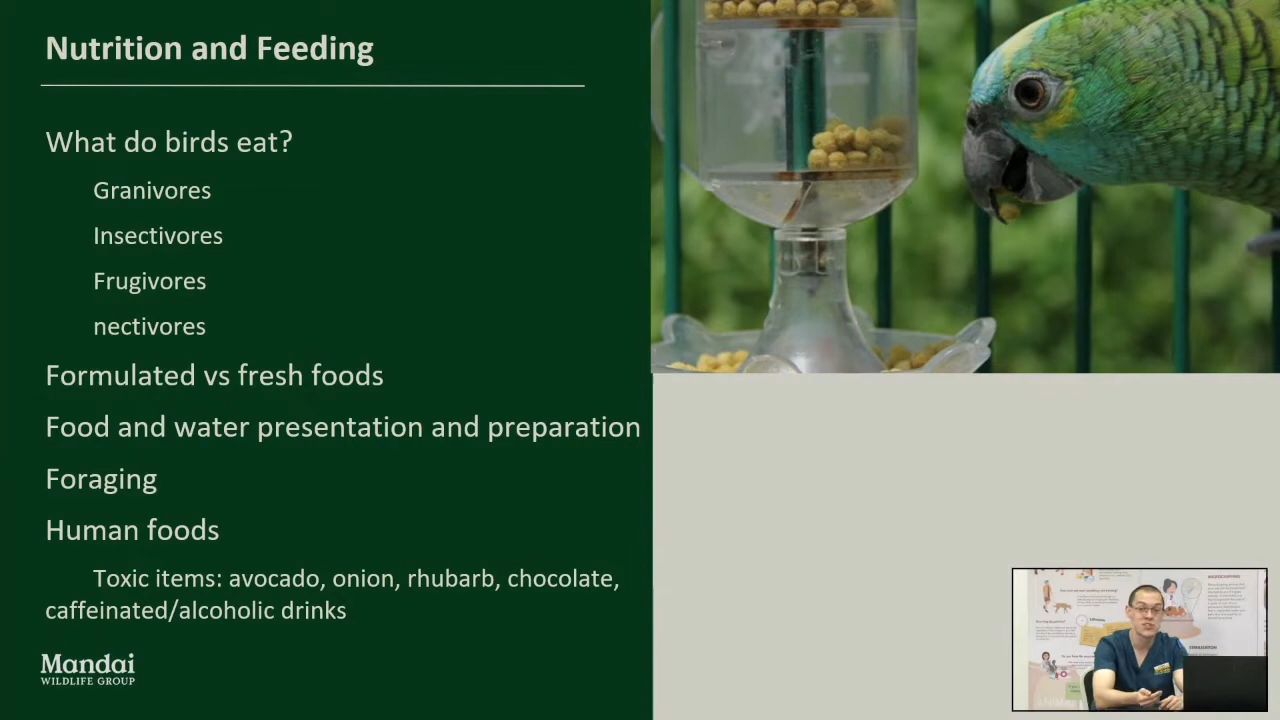 Nutrition and Feeding
What do birds eat?
Granivores
Insectivores
Frugivores
nectivores
Formulated vs fresh foods
Food and water presentation and preparation
Foraging
Human foods
Toxic items: avocado, onion, rhubarb, chocolate,
caffeinated/alcoholic drinks
Mandai
WILDLIFE GROUP